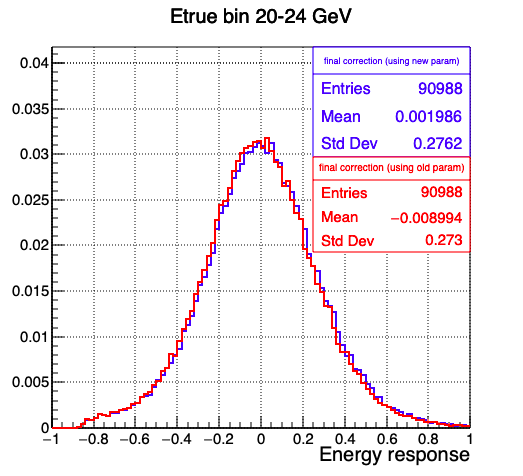 Etrue bin 20-24 GeV
final correction (using new param)
Entries 90988
Mean 0.001986
Std Dev 0.2762
final correction (using old param)
Entries 90988
Mean −0.008994
Std Dev 0.273
0.04
0.035
0.03
0.025
0.02
0.015
0.01
0.005
0
−1 −0.8 −0.6 −0.4 −0.2 0 0.2 0.4 0.6 0.8 1
Energy response